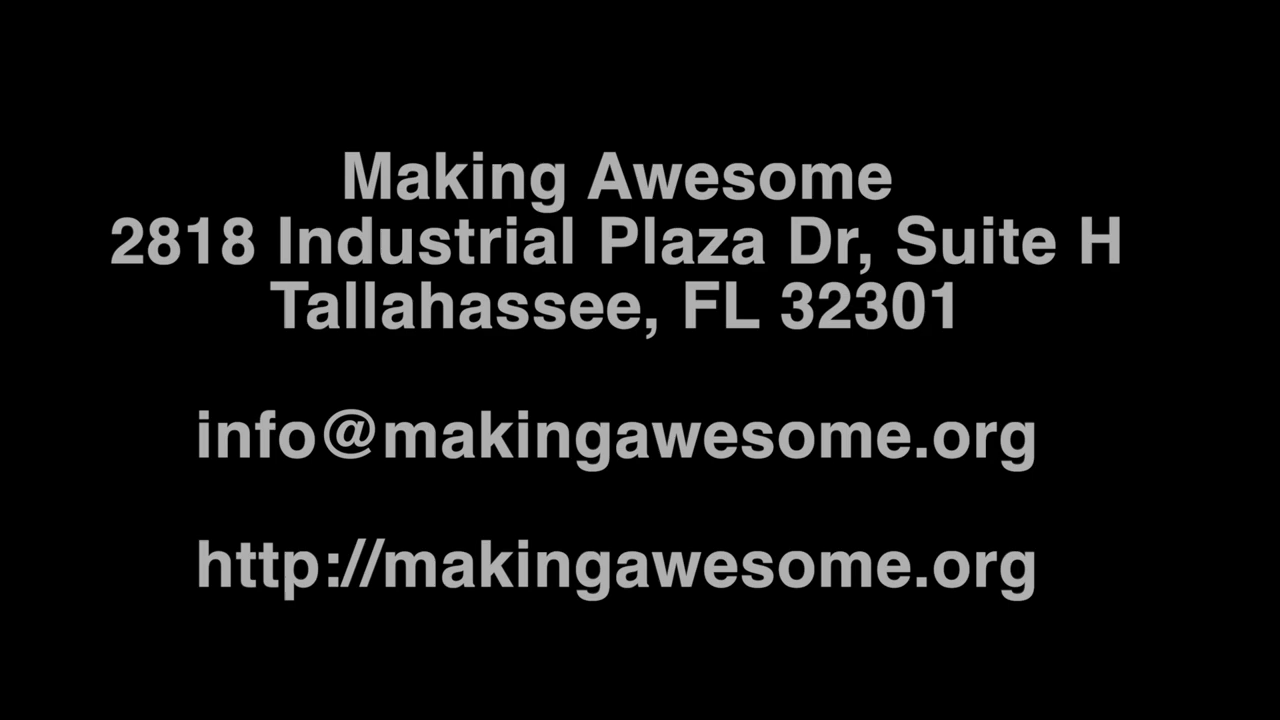 Making Awesome
2818 Industrial Plaza Dr, Suite H
Tallahassee, FL 32301
info@makingawesome.org
http://makingawesome.org